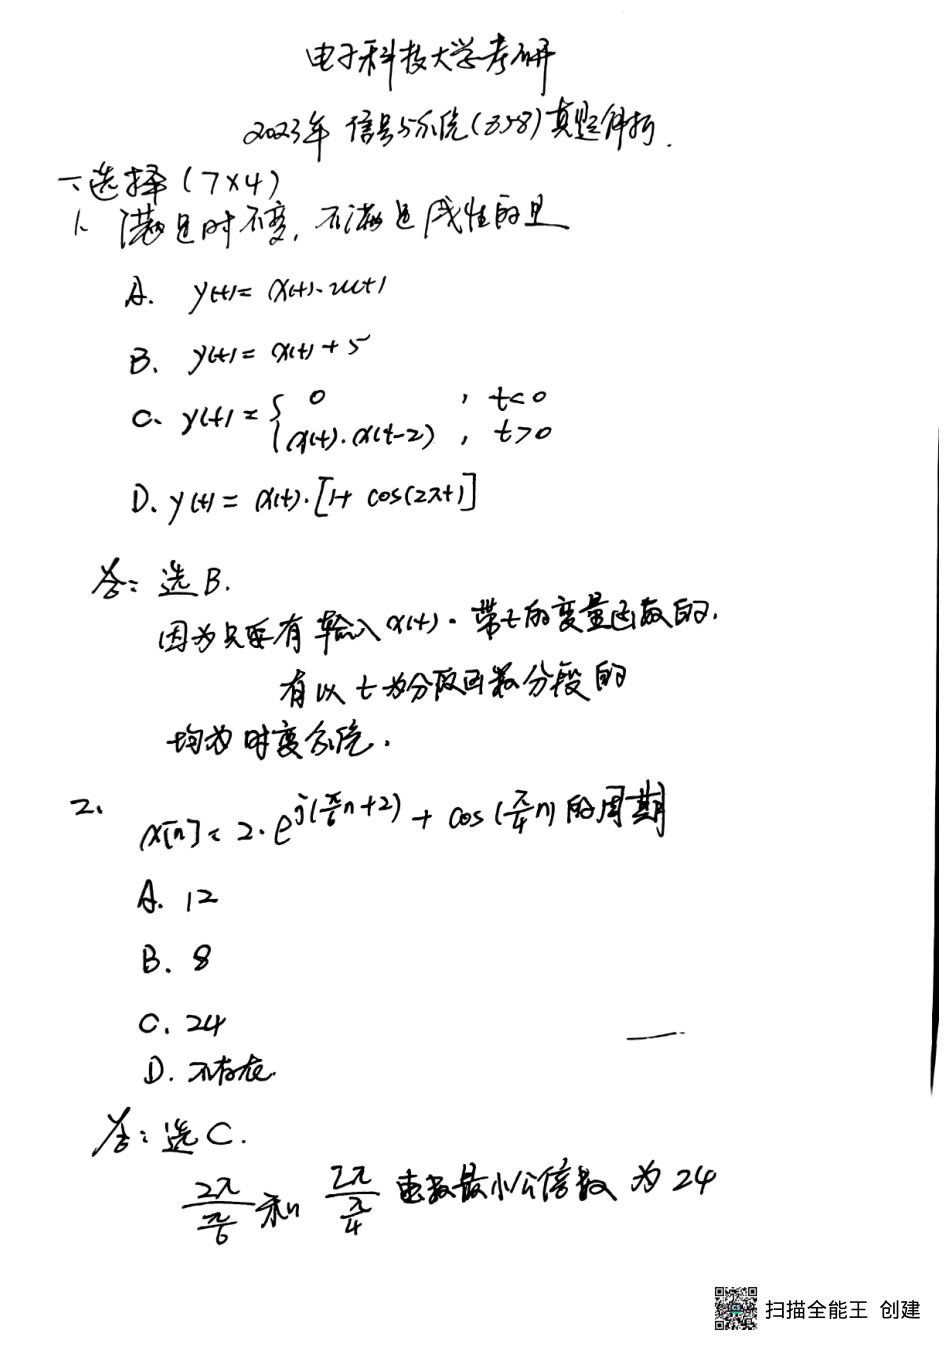 电子科技大学考研
2023年 信号与系统(858)真题解析.
一、选择(7×4)
1、满足时不变,不满足线性的是
A. y(t)= x(t)·u(t)
B. y(t)= x(t)+5
C. y(t)= { 0 , t<0
x(t)·x(t-2) , t>0
D. y(t)= x(t)·[1+ cos(2πt)]
答:选B.
因为只要有输入x(t)·带t的变量函数的,
有以t为分段函数分段的
均为时变系统.
2.
x[n]= 2·e^{j(π/6 n+2)} + cos(π/4 n)的周期
A. 12
B. 8
C. 24
D. 不存在.
答:选C.
2π/(π/6) 和 2π/(π/4) 最小公倍数 为 24
扫描全能王 创建